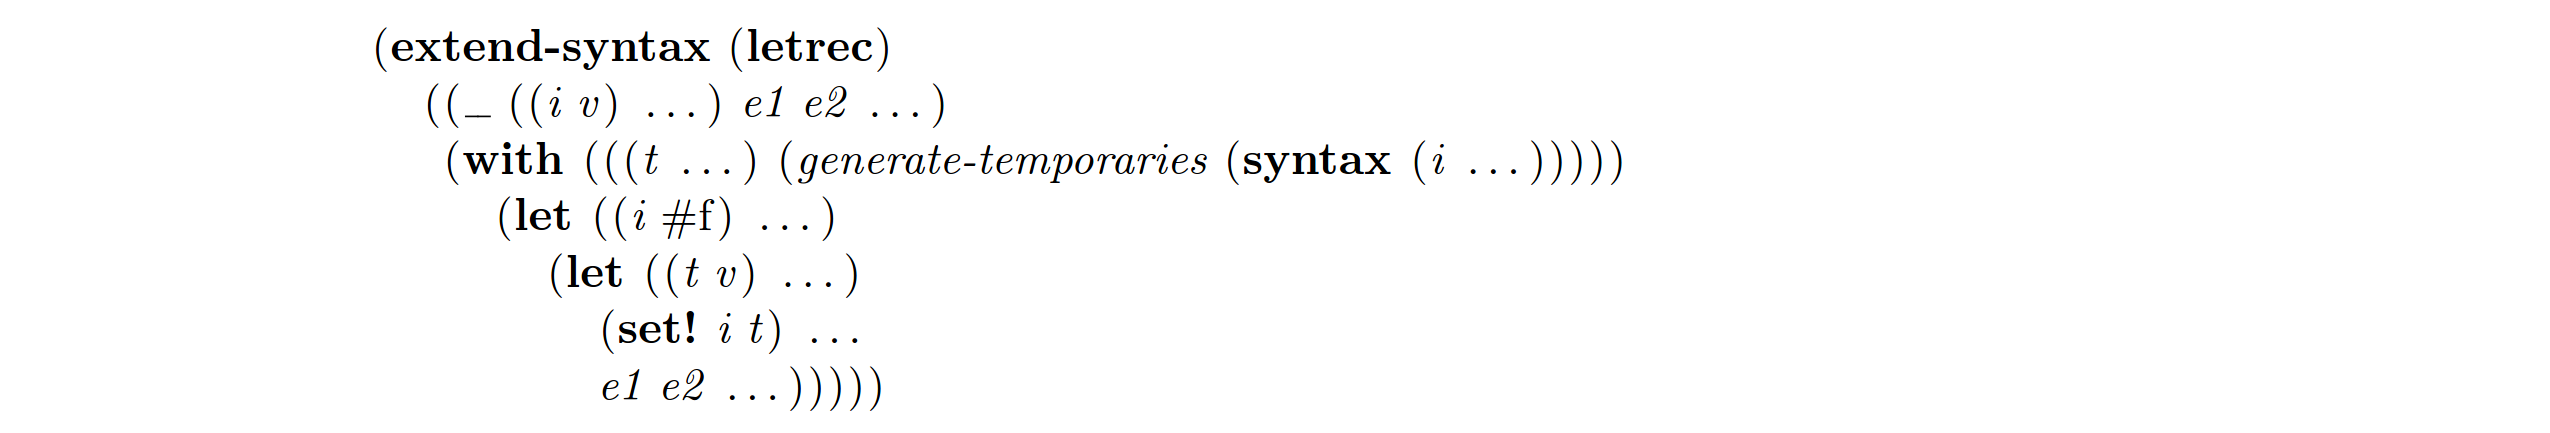 (extend-syntax (letrec)
((_ ((i v) ...) e1 e2 ...)
(with (((t ...) (generate-temporaries (syntax (i ...)))))
(let ((i #f) ...)
(let ((t v) ...)
(set! i t) ...
e1 e2 ...)))))